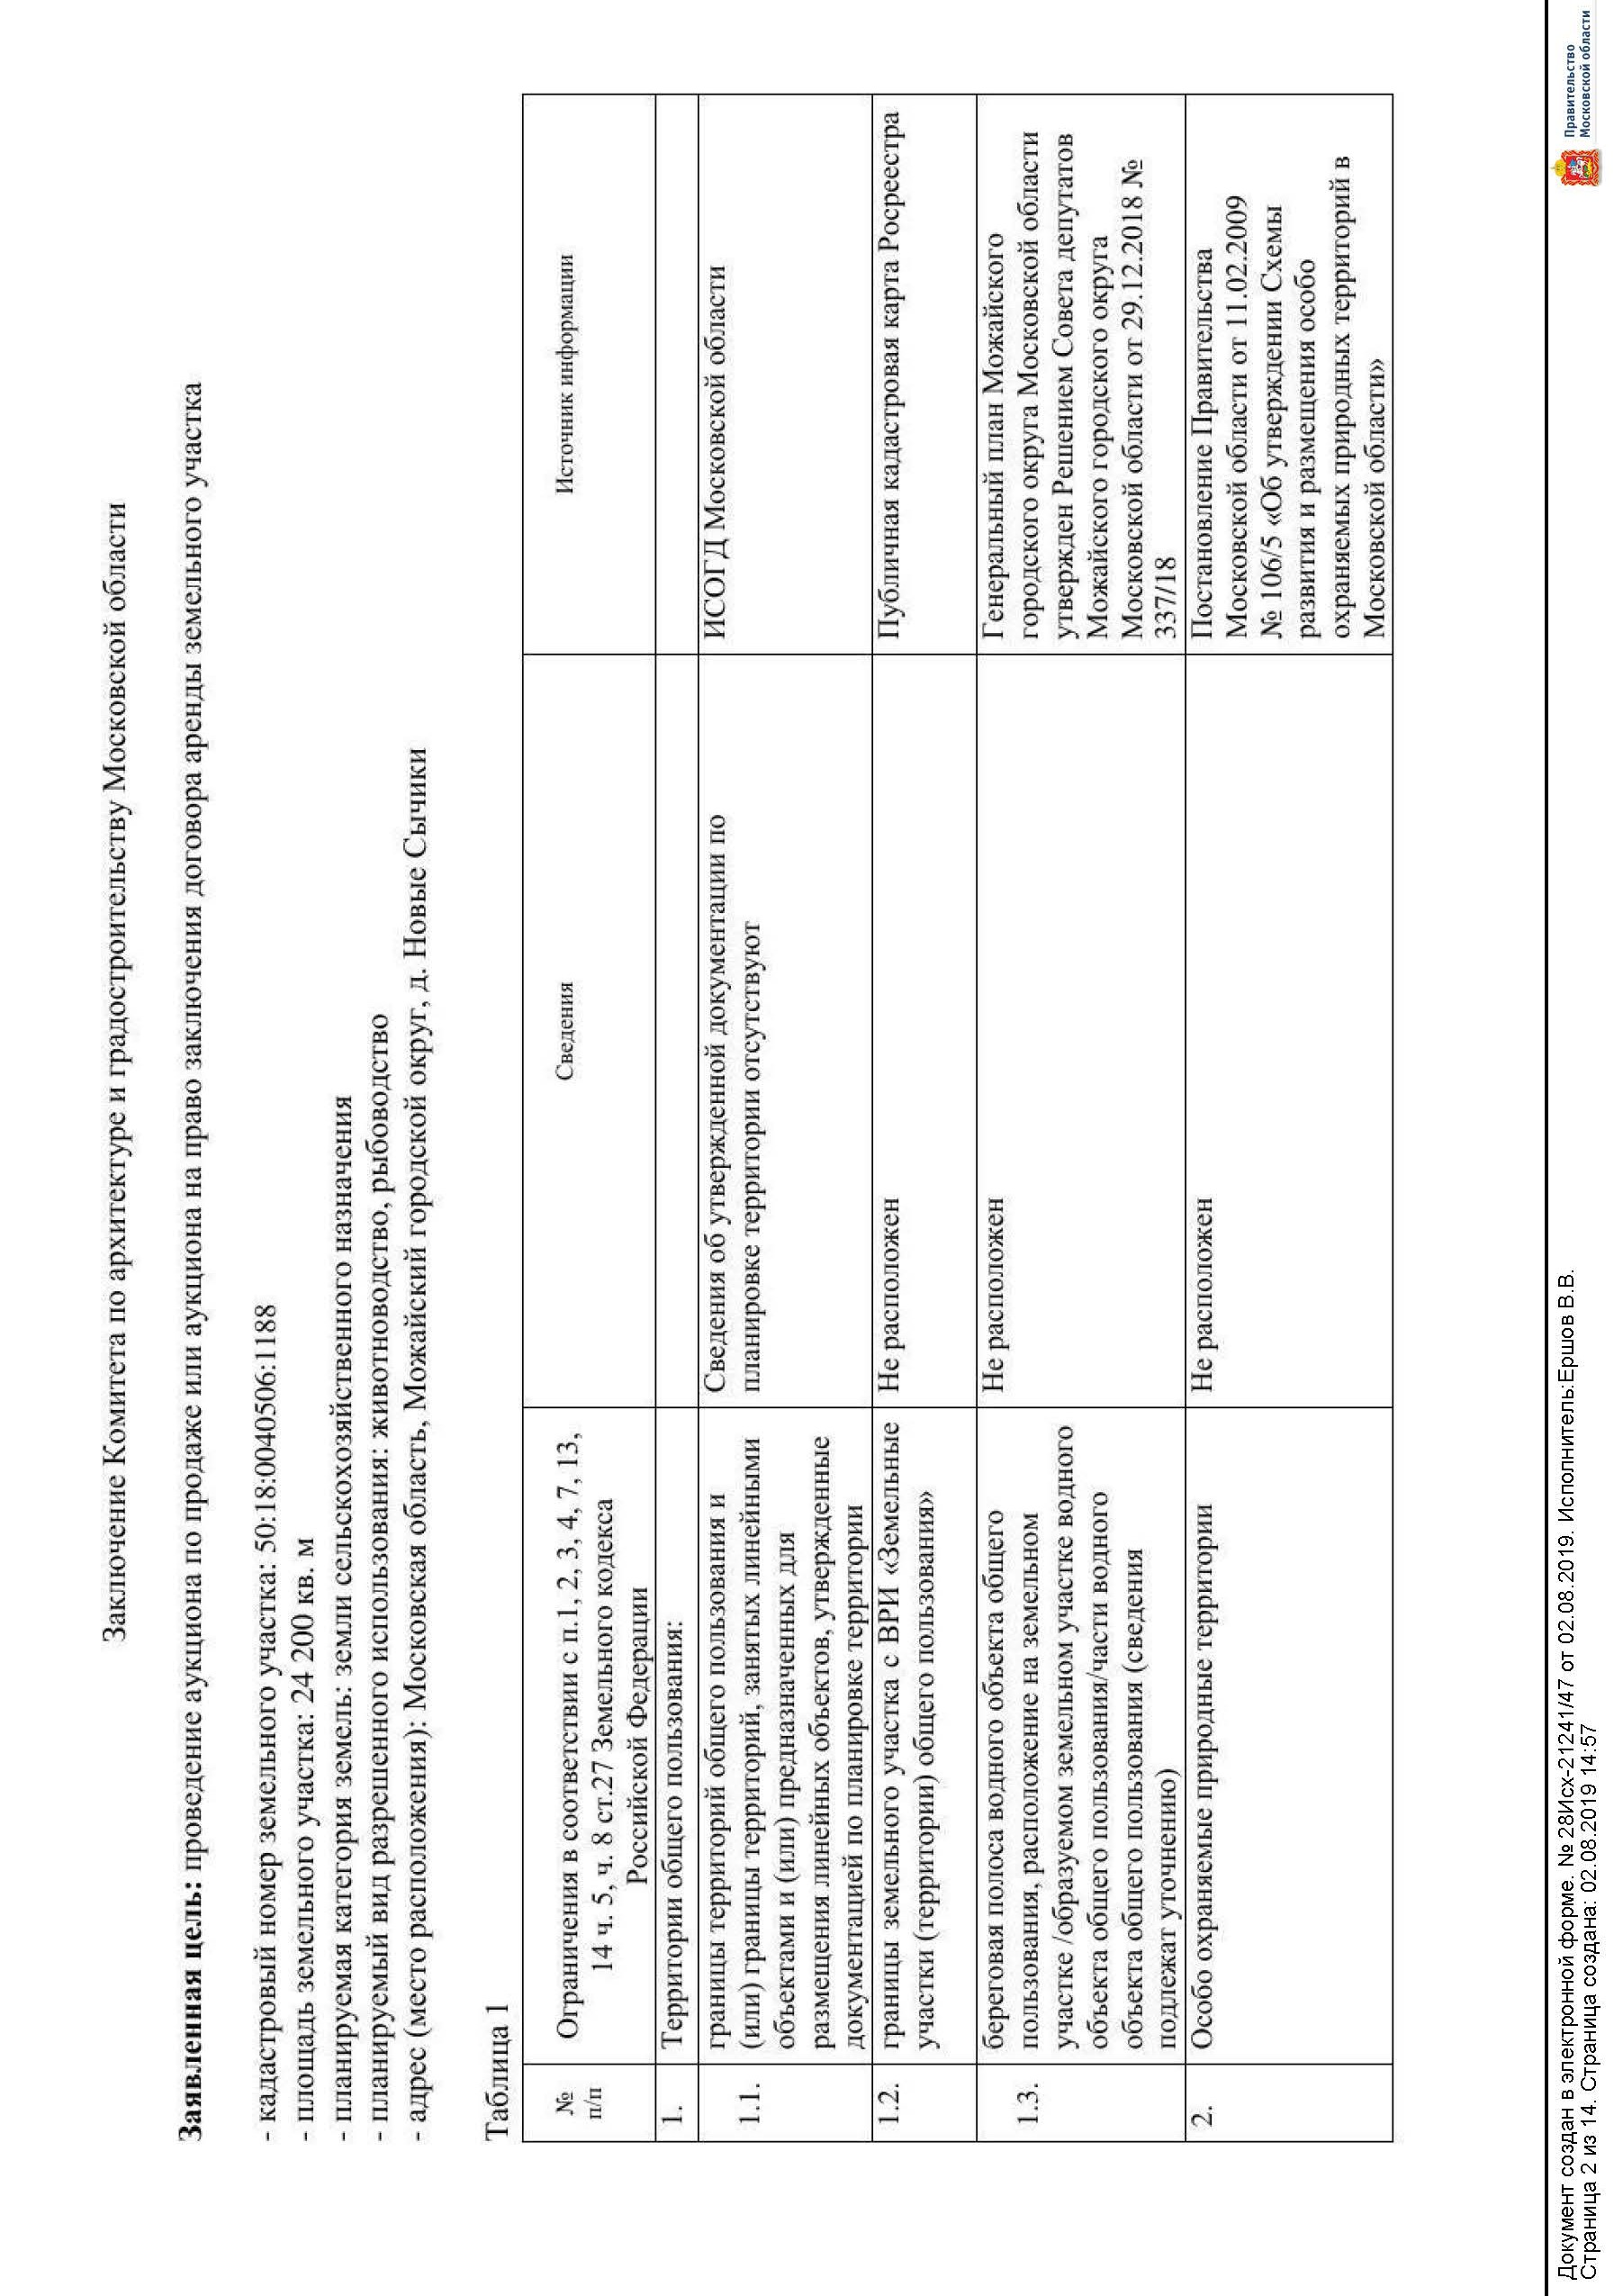 Заключение Комитета по архитектуре и градостроительству Московской области
Заявленная цель: проведение аукциона по продаже или аукциона на право заключения договора аренды земельного участка
- кадастровый номер земельного участка: 50:18:0040506:1188
- площадь земельного участка: 24 200 кв. м
- планируемая категория земель: земли сельскохозяйственного назначения
- планируемый вид разрешенного использования: животноводство, рыбоводство
- адрес (место расположения): Московская область, Можайский городской округ, д. Новые Сычики
Таблица 1
№
п/п
Ограничения в соответствии с п.1, 2, 3, 4, 7, 13,
14 ч. 5, ч. 8 ст.27 Земельного кодекса
Российской Федерации
Сведения
Источник информации
1.
Территории общего пользования:
1.1.
границы территорий общего пользования и
(или) границы территорий, занятых линейными
объектами и (или) предназначенных для
размещения линейных объектов, утвержденные
документацией по планировке территории
Сведения об утвержденной документации по
планировке территории отсутствуют
ИСОГД Московской области
1.2.
границы земельного участка с ВРИ «Земельные
участки (территории) общего пользования»
Не расположен
Публичная кадастровая карта Росреестра
1.3.
береговая полоса водного объекта общего
пользования, расположение на земельном
участке /образуемом земельном участке водного
объекта общего пользования/части водного
объекта общего пользования (сведения
подлежат уточнению)
Не расположен
Генеральный план Можайского
городского округа Московской области
утвержден Решением Совета депутатов
Можайского городского округа
Московской области от 29.12.2018 №
337/18
2.
Особо охраняемые природные территории
Не расположен
Постановление Правительства
Московской области от 11.02.2009
№ 106/5 «Об утверждении Схемы
развития и размещения особо
охраняемых природных территорий в
Московской области»
Документ создан в электронной форме. № 28Исх-21241/47 от 02.08.2019. Исполнитель:Ершов В.В.
Страница 2 из 14. Страница создана: 02.08.2019 14:57
Правительство
Московской области